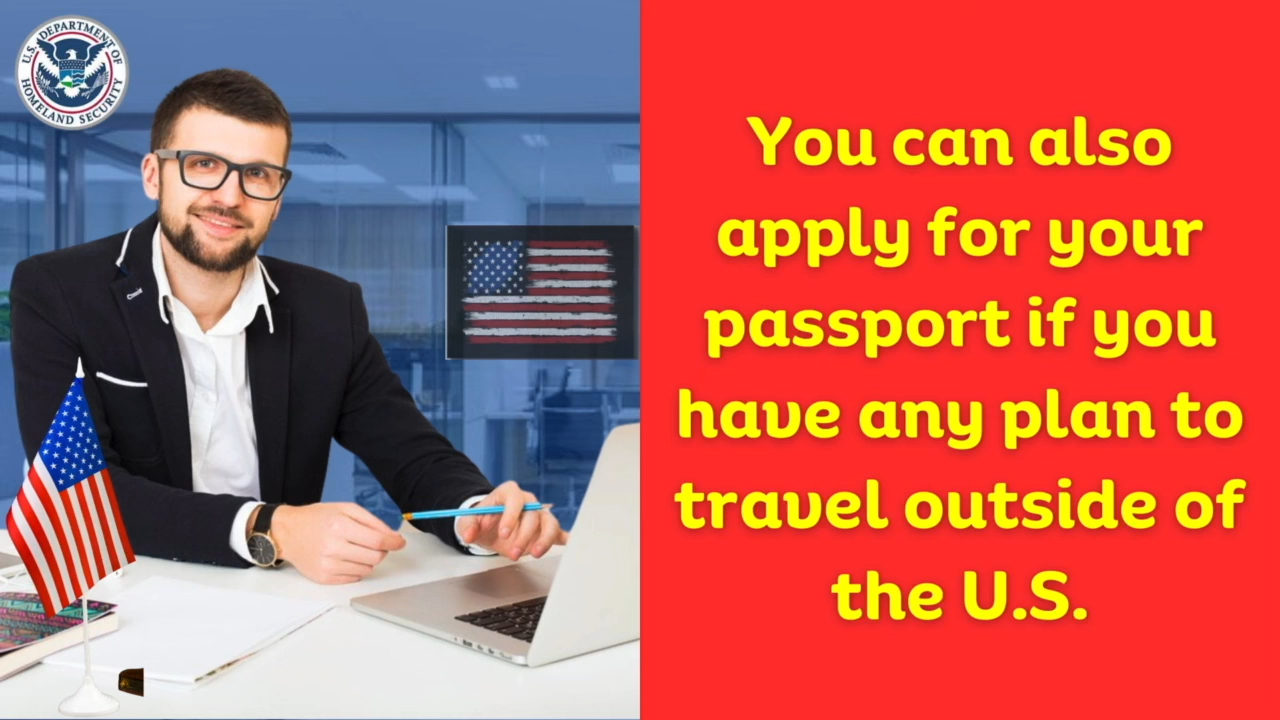 U.S. DEPARTMENT OF
HOMELAND SECURITY
You can also
apply for your
passport if you
have any plan to
travel outside of
the U.S.